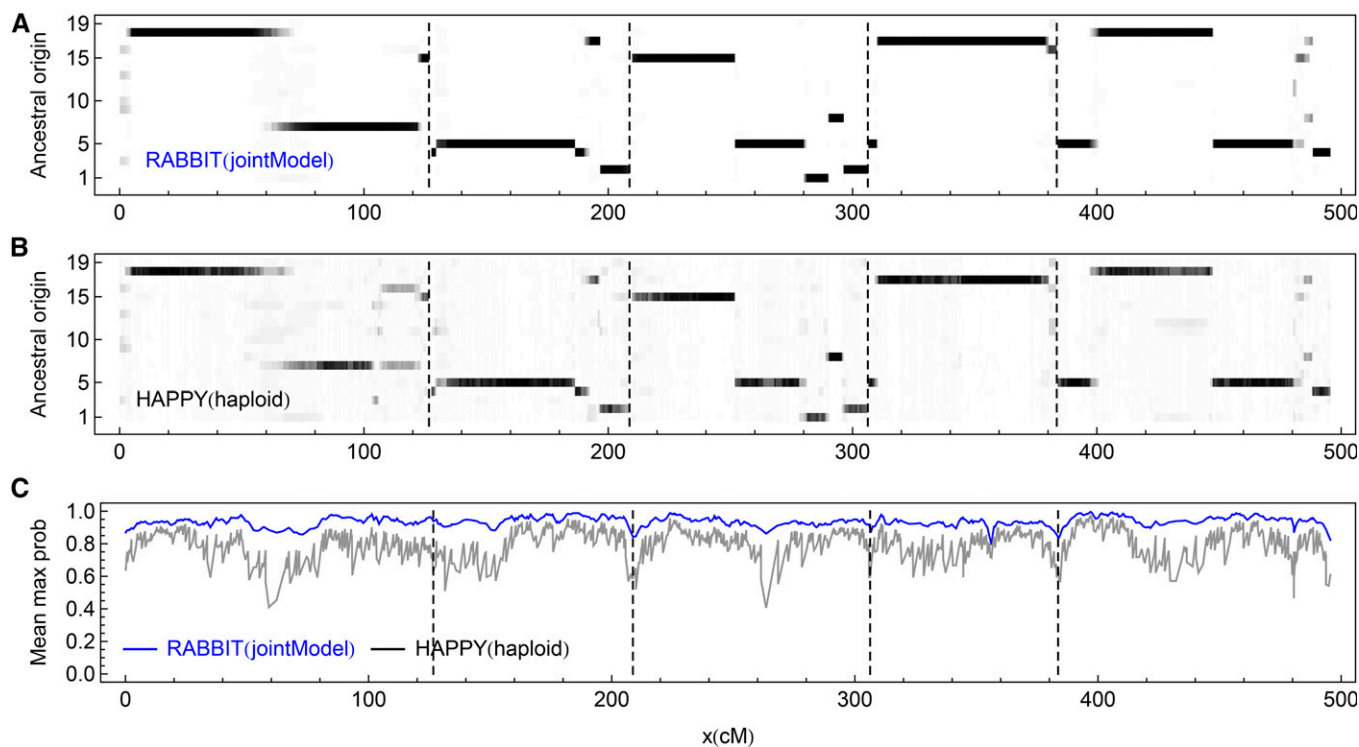 A
Ancestral origin
19
15
10
5
1
RABBIT(jointModel)
0 100 200 300 400 500
B
Ancestral origin
19
15
10
5
1
HAPPY(haploid)
0 100 200 300 400 500
C
Mean max prob
1.0
0.8
0.6
0.4
0.2
0.0
RABBIT(jointModel) HAPPY(haploid)
0 100 200 300 400 500
x(cM)